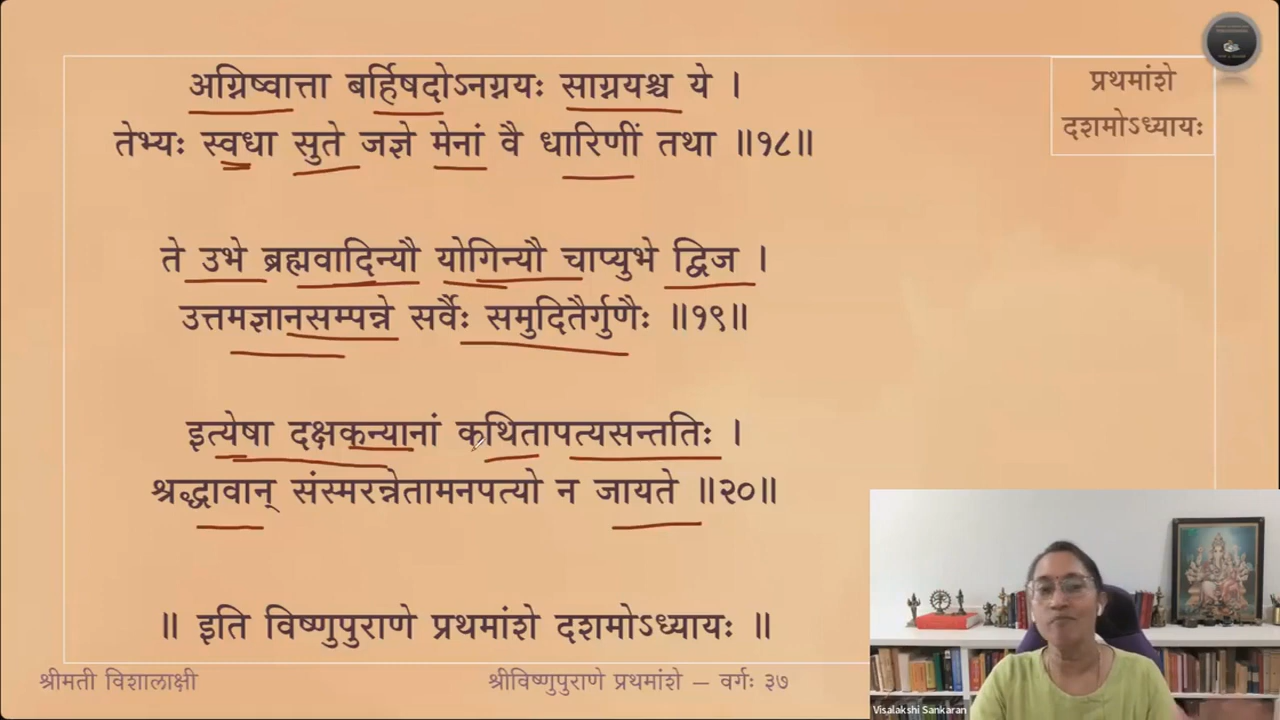 अग्निष्वात्ता बर्हिषदोऽनग्नयः साग्नयश्च ये ।
तेभ्यः स्वधा सुते जज्ञे मेनां वै धारिणीं तथा ॥१८॥
प्रथमांशे
दशमोऽध्यायः
ते उभे ब्रह्मवादिन्यौ योगिन्यौ चाप्युभे द्विज ।
उत्तमज्ञानसम्पन्ने सर्वैः समुदितैर्गुणैः ॥१९॥
इत्येषा दक्षकन्यानां कथितापत्यसन्ततिः ।
श्रद्धावान् संस्मरन्नेतामनपत्यो न जायते ॥२०॥
॥ इति विष्णुपुराणे प्रथमांशे दशमोऽध्यायः ॥
श्रीमती विशालाक्षी
श्रीविष्णुपुराणे प्रथमांशे – वर्गः ३७
Visalakshi Sankaran